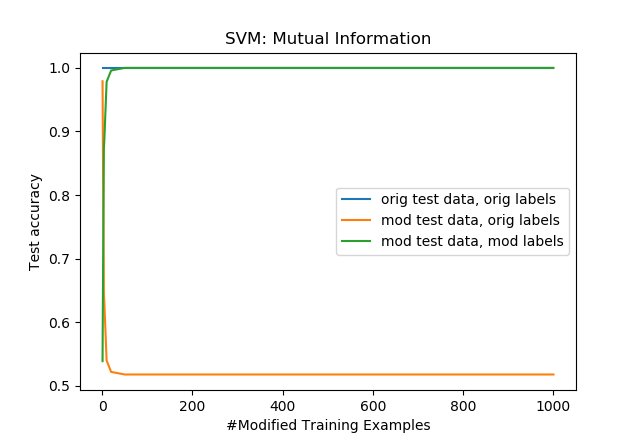 SVM: Mutual Information
1.0
0.9
0.8
0.7
0.6
0.5
Test accuracy
orig test data, orig labels
mod test data, orig labels
mod test data, mod labels
0 200 400 600 800 1000
#Modified Training Examples